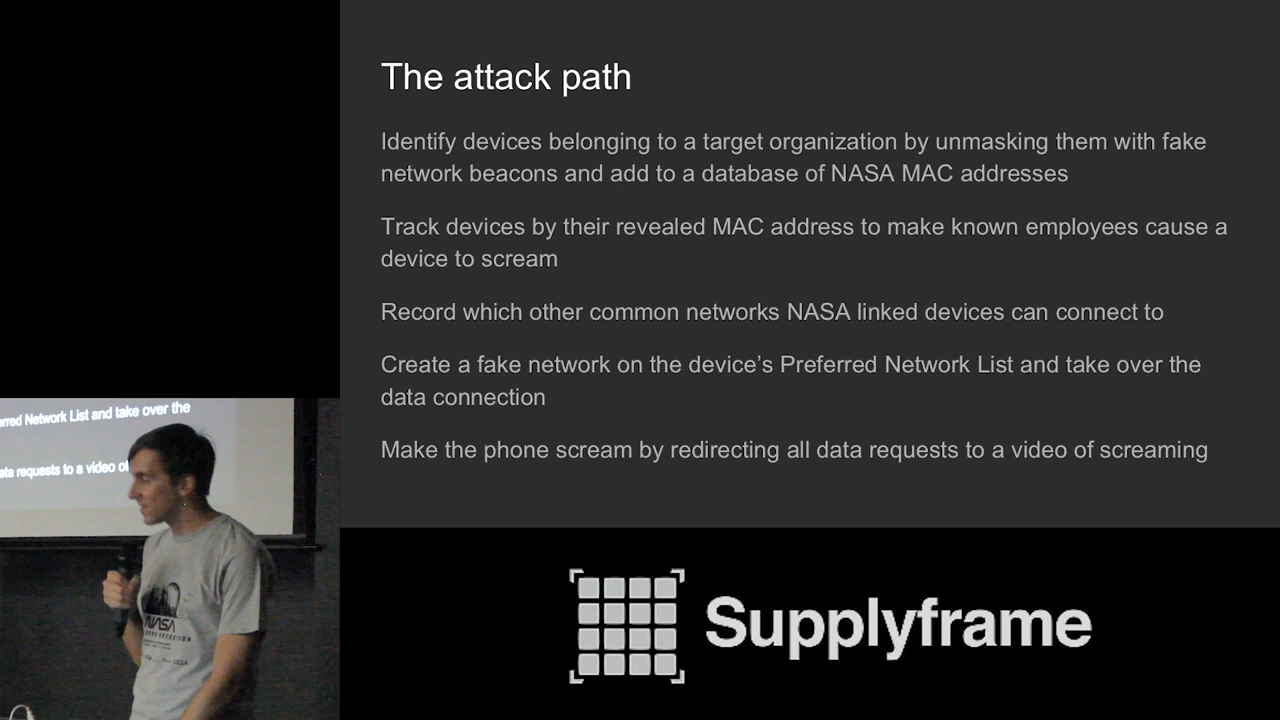 The attack path
Identify devices belonging to a target organization by unmasking them with fake
network beacons and add to a database of NASA MAC addresses
Track devices by their revealed MAC address to make known employees cause a
device to scream
Record which other common networks NASA linked devices can connect to
Create a fake network on the device’s Preferred Network List and take over the
data connection
Make the phone scream by redirecting all data requests to a video of screaming
Network List and take over the
requests to a video of
NASA
UCLA
Supplyframe